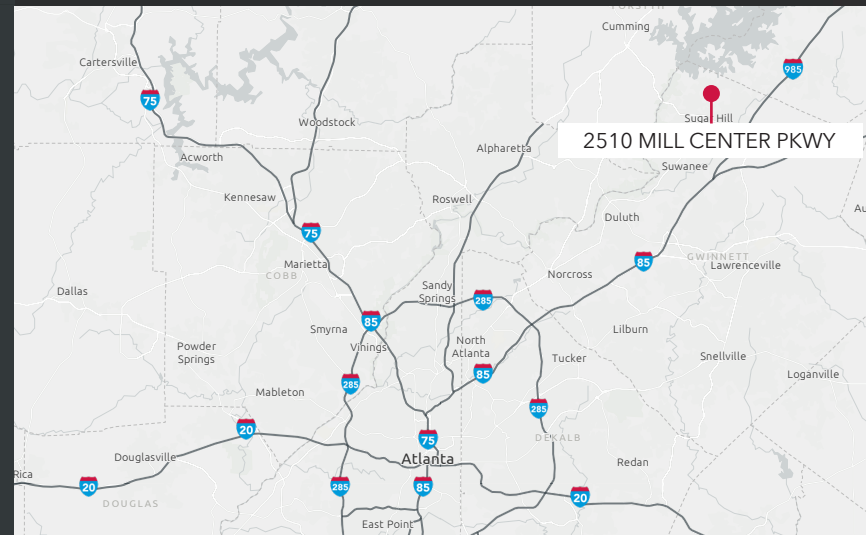 FORSYTH
Cumming
Cartersville
985
75
Sugar Hill
Woodstock
2510 MILL CENTER PKWY
Alpharetta
Acworth
Suwanee
Kennesaw
Roswell
Duluth
75
GWINNETT
85
Lawrenceville
Marietta
COBB
Norcross
Sandy
Springs
Dallas
285
85
Smyrna
Lilburn
North
Atlanta
Vinings
Powder
Springs
Tucker
Snellville
85
Loganville
285
Mableton
285
20
75
DEKALB
Douglasville
Atlanta
Redan
Rica
20
285
85
20
DOUGLAS
East Point